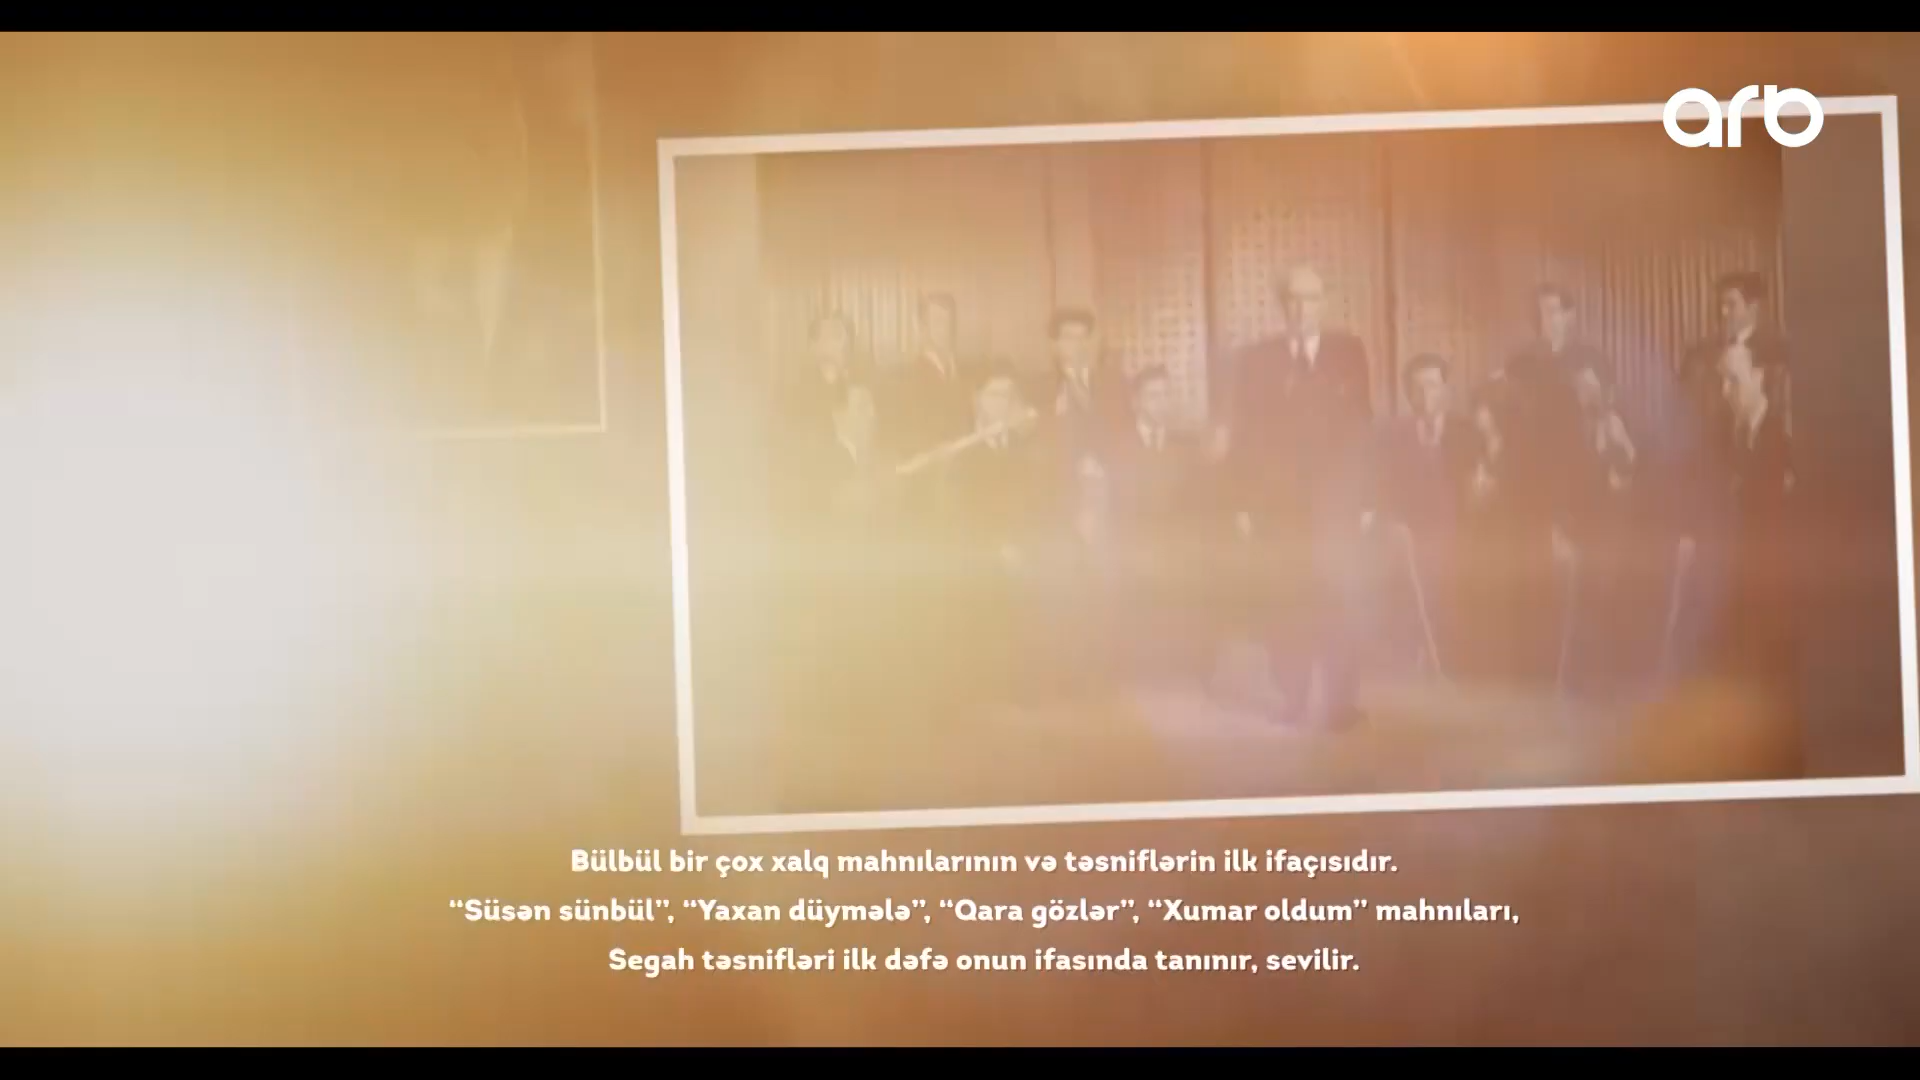 arb
Bülbül bir çox xalq mahnılarının və təsniflərin ilk ifaçısıdır.
“Süsən sünbül”, “Yaxan düymələ”, “Qara gözlər”, “Xumar oldum” mahnıları,
Segah təsnifləri ilk dəfə onun ifasında tanınır, sevilir.